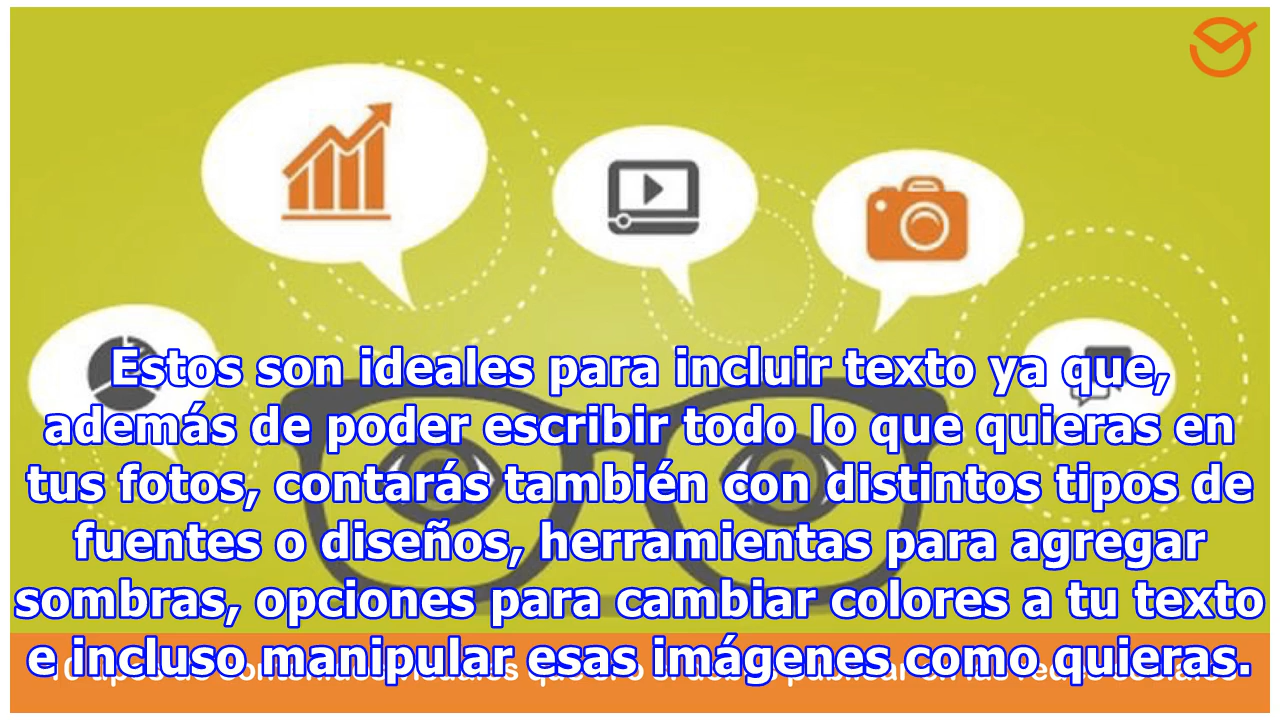 Estos son ideales para incluir texto ya que,
además de poder escribir todo lo que quieras en
tus fotos, contarás también con distintos tipos de
fuentes o diseños, herramientas para agregar
sombras, opciones para cambiar colores a tu texto
e incluso manipular esas imágenes como quieras.